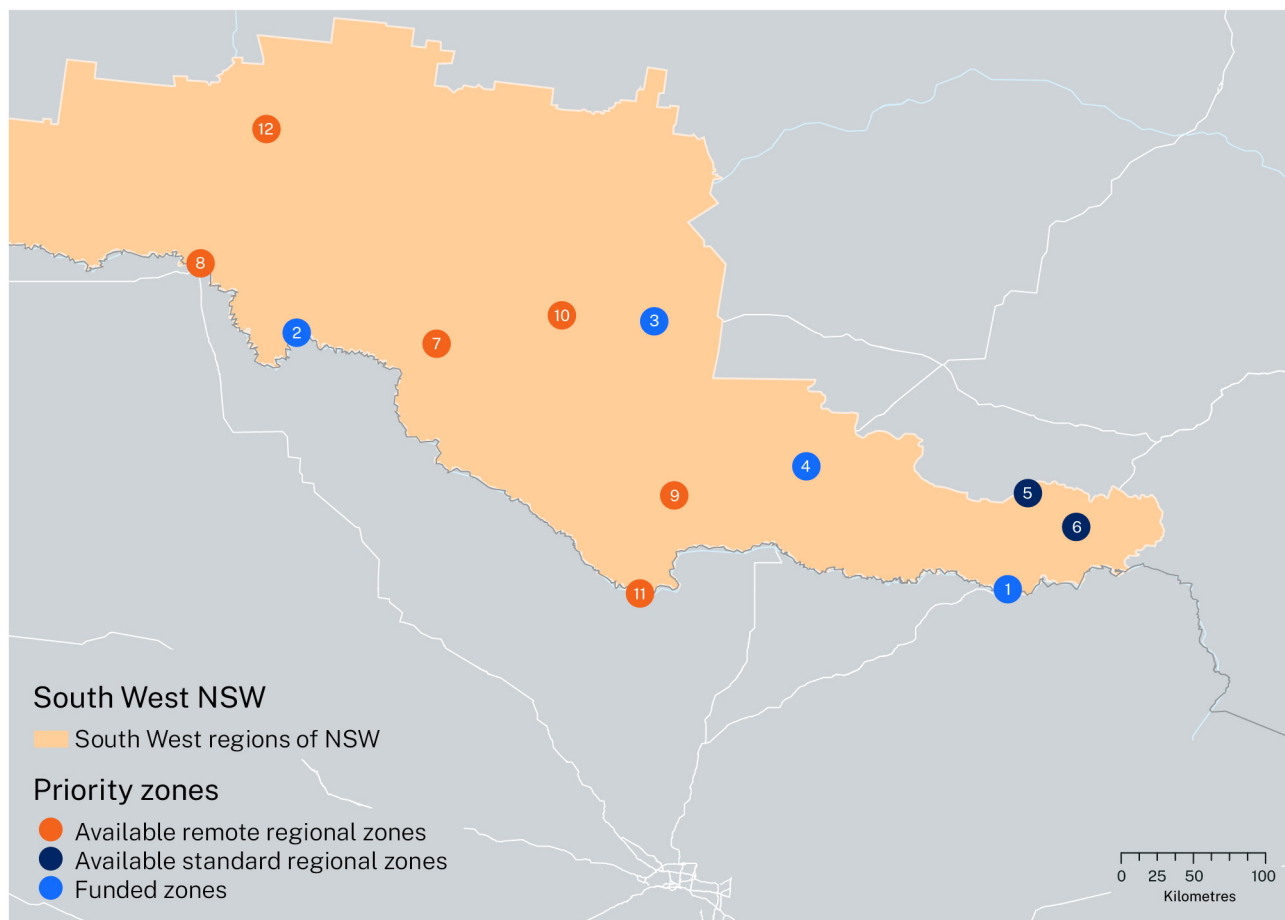 12
8
10
3
2
7
4
5
9
6
1
11
South West NSW
South West regions of NSW
Priority zones
Available remote regional zones
Available standard regional zones
Funded zones
0 25 50 100
Kilometres